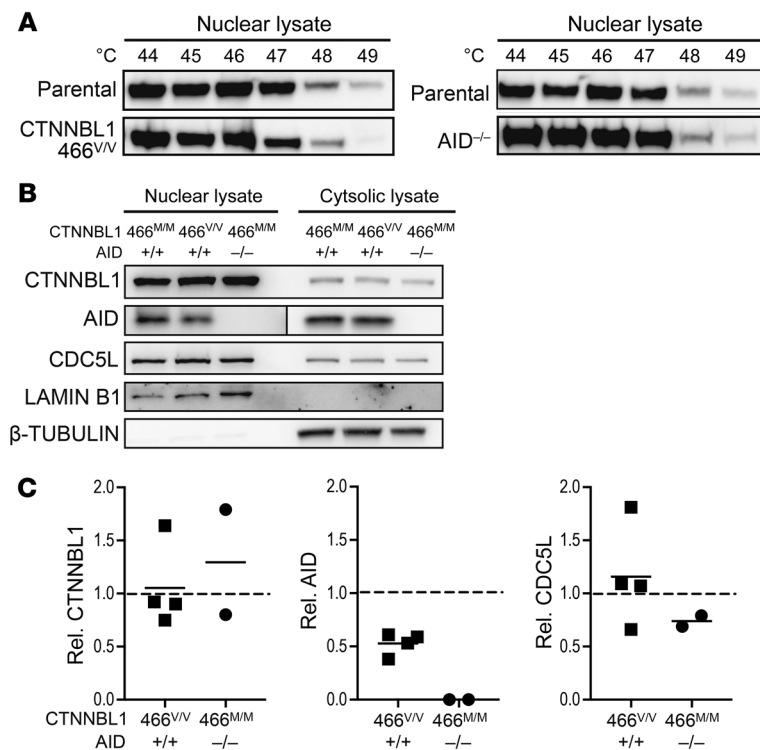 A
Nuclear lysate
°C 44 45 46 47 48 49
Parental
CTNNBL1
466V/V
Nuclear lysate
44 45 46 47 48 49
Parental
AID–/–
B
Nuclear lysate Cytsolic lysate
CTNNBL1 466M/M 466V/V 466M/M 466M/M 466V/V 466M/M
AID +/+ +/+ –/– +/+ +/+ –/–
CTNNBL1
AID
CDC5L
LAMIN B1
β-TUBULIN
C
Rel. CTNNBL1
2.0
1.5
1.0
0.5
0.0
Rel. AID
2.0
1.5
1.0
0.5
0.0
Rel. CDC5L
2.0
1.5
1.0
0.5
0.0
CTNNBL1 466V/V 466M/M 466V/V 466M/M 466V/V 466M/M
AID +/+ –/– +/+ –/– +/+ –/–